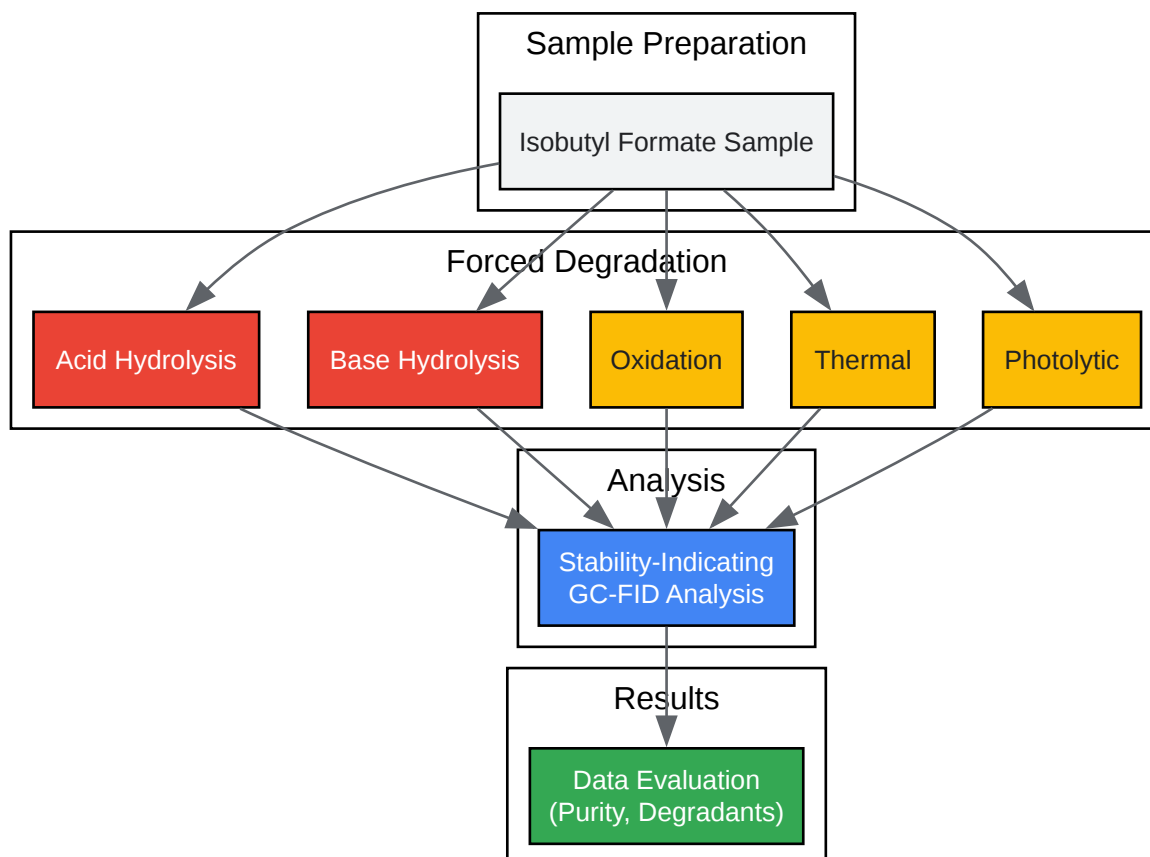 Sample Preparation
Isobutyl Formate Sample
Forced Degradation
Acid Hydrolysis
Base Hydrolysis
Oxidation
Thermal
Photolytic
Analysis
Stability-Indicating
GC-FID Analysis
Results
Data Evaluation
(Purity, Degradants)